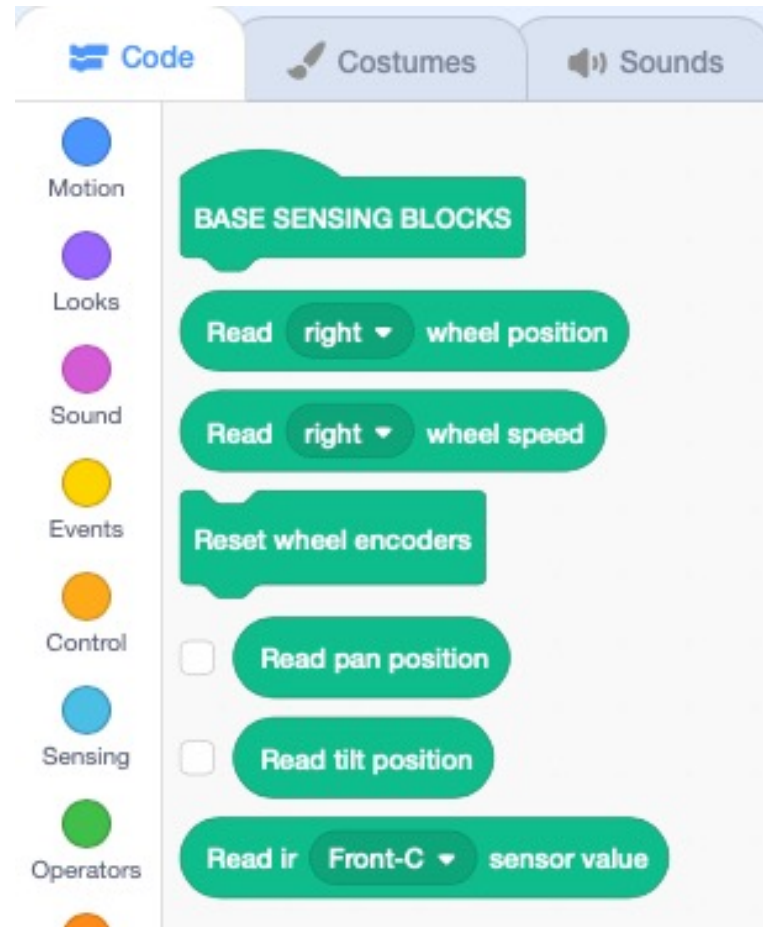 Code Costumes Sounds
Motion
Looks
Sound
Events
Control
Sensing
Operators
BASE SENSING BLOCKS
Read right wheel position
Read right wheel speed
Reset wheel encoders
Read pan position
Read tilt position
Read ir Front-C sensor value